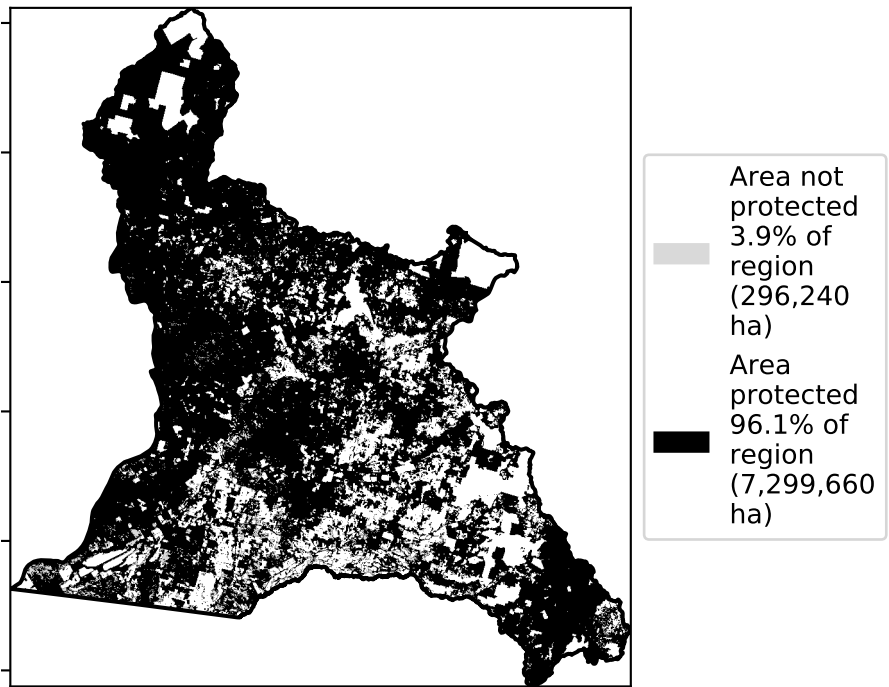 Area not
protected
3.9% of
region
(296,240
ha)
Area
protected
96.1% of
region
(7,299,660
ha)